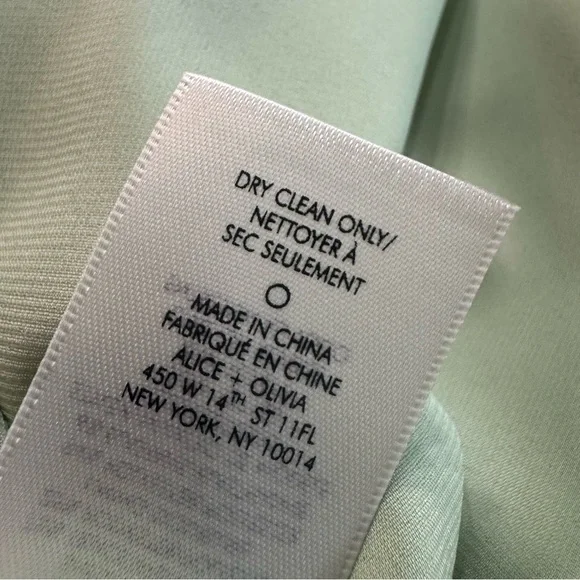 DRY CLEAN ONLY/
NETTOYER À
SEC SEULEMENT
MADE IN CHINA
FABRIQUÉ EN CHINE
ALICE + OLIVIA
450 W 14TH ST 11FL
NEW YORK, NY 10014